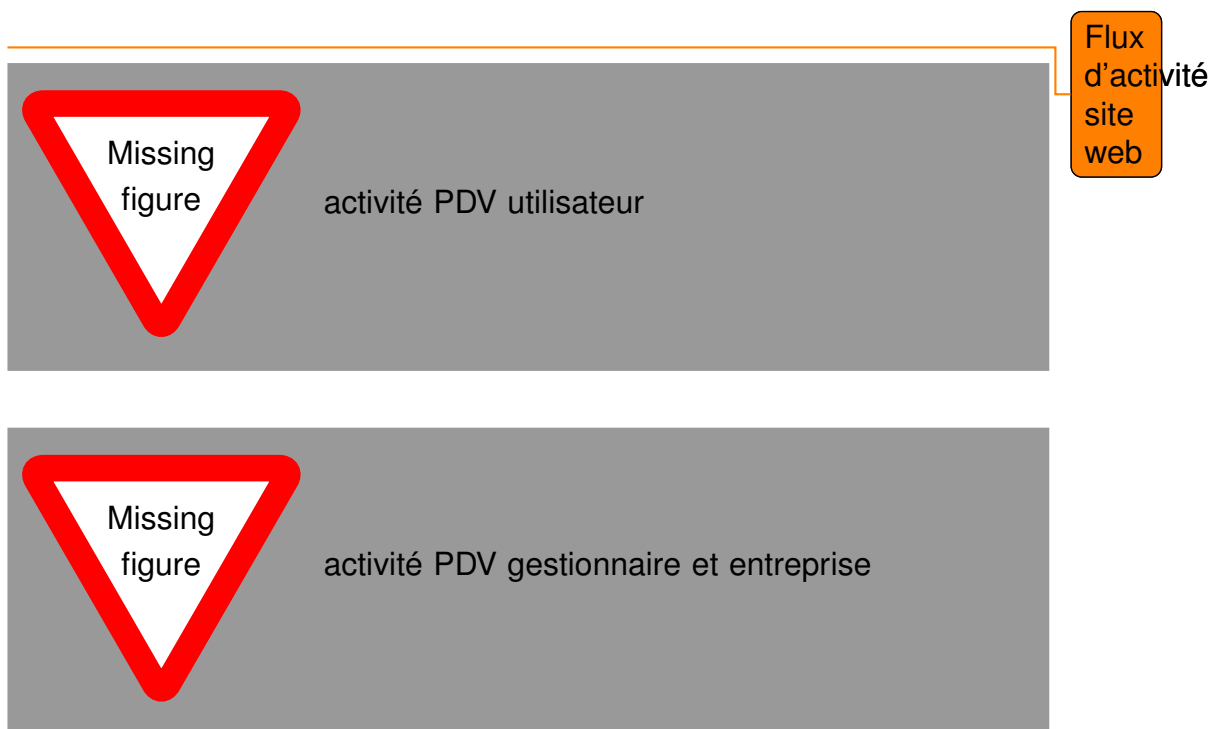 Flux
d'activité
site
web
Missing
figure
activité PDV utilisateur
Missing
figure
activité PDV gestionnaire et entreprise